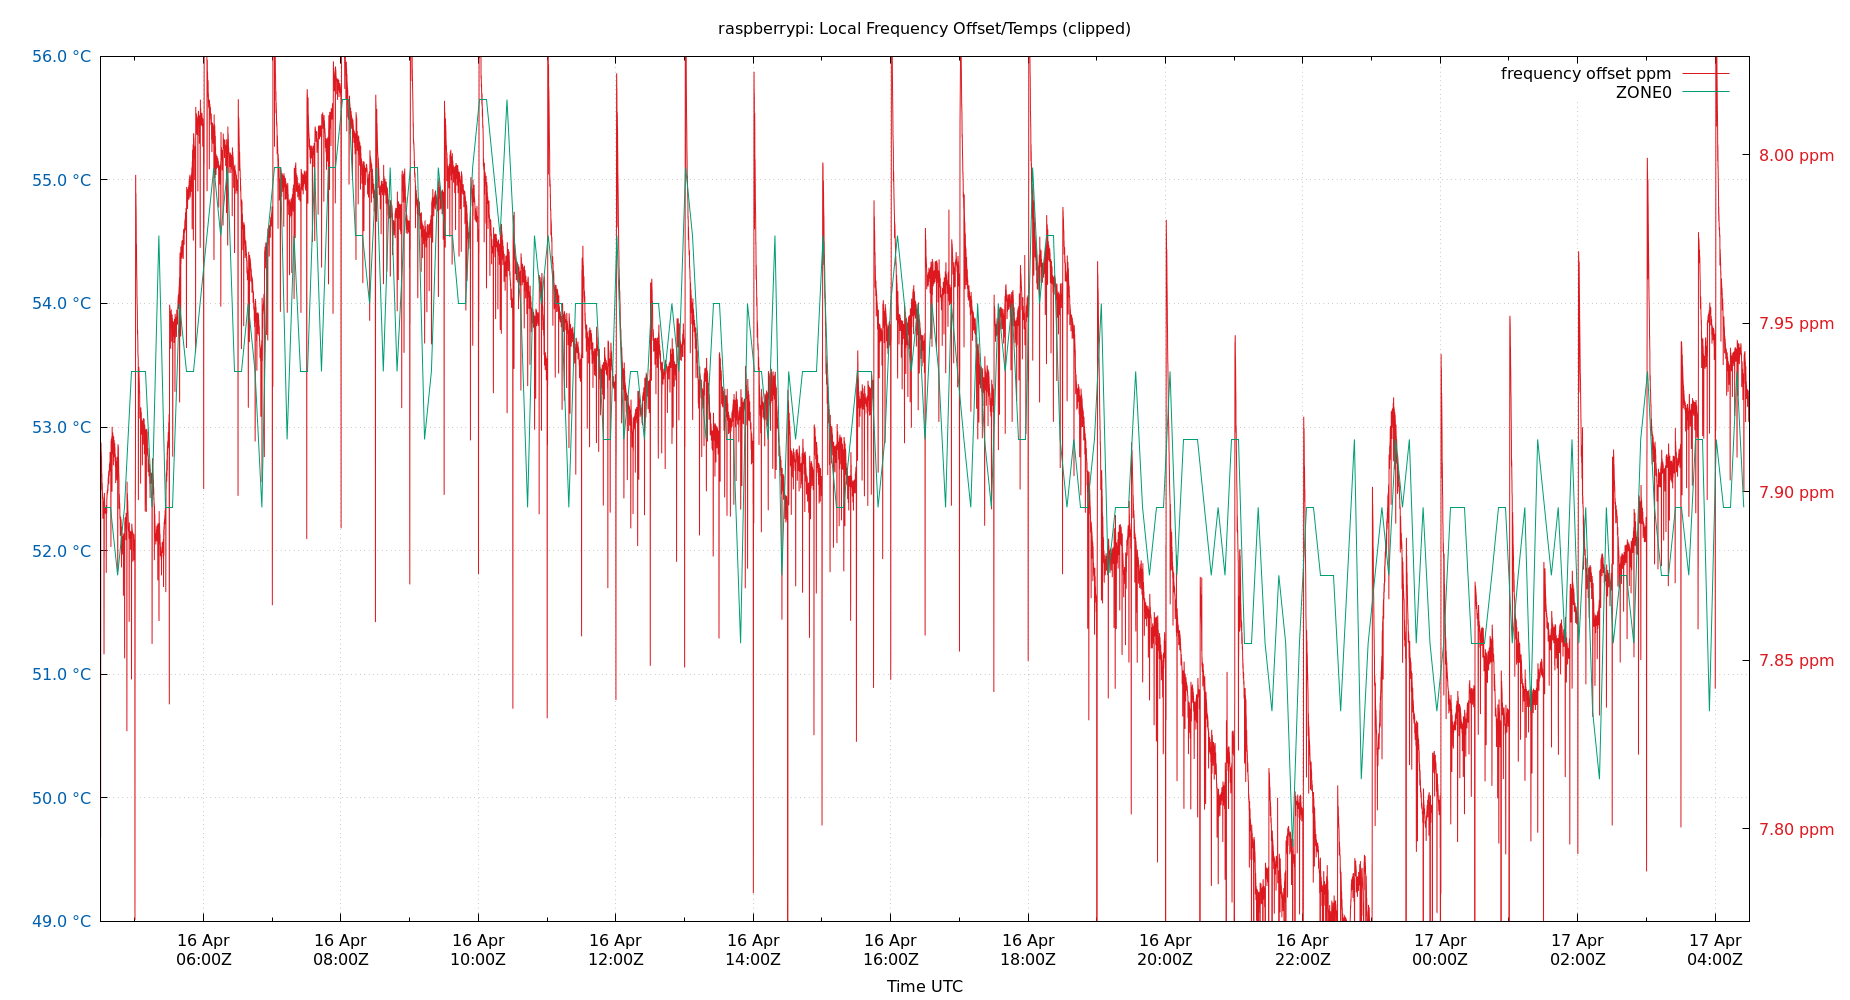 raspberrypi: Local Frequency Offset/Temps (clipped)
frequency offset ppm
ZONE0
56.0 °C
55.0 °C
54.0 °C
53.0 °C
52.0 °C
51.0 °C
50.0 °C
49.0 °C
8.00 ppm
7.95 ppm
7.90 ppm
7.85 ppm
7.80 ppm
16 Apr 16 Apr 16 Apr 16 Apr 16 Apr 16 Apr 16 Apr 16 Apr 16 Apr 17 Apr 17 Apr 17 Apr
06:00Z 08:00Z 10:00Z 12:00Z 14:00Z 16:00Z 18:00Z 20:00Z 22:00Z 00:00Z 02:00Z 04:00Z
Time UTC